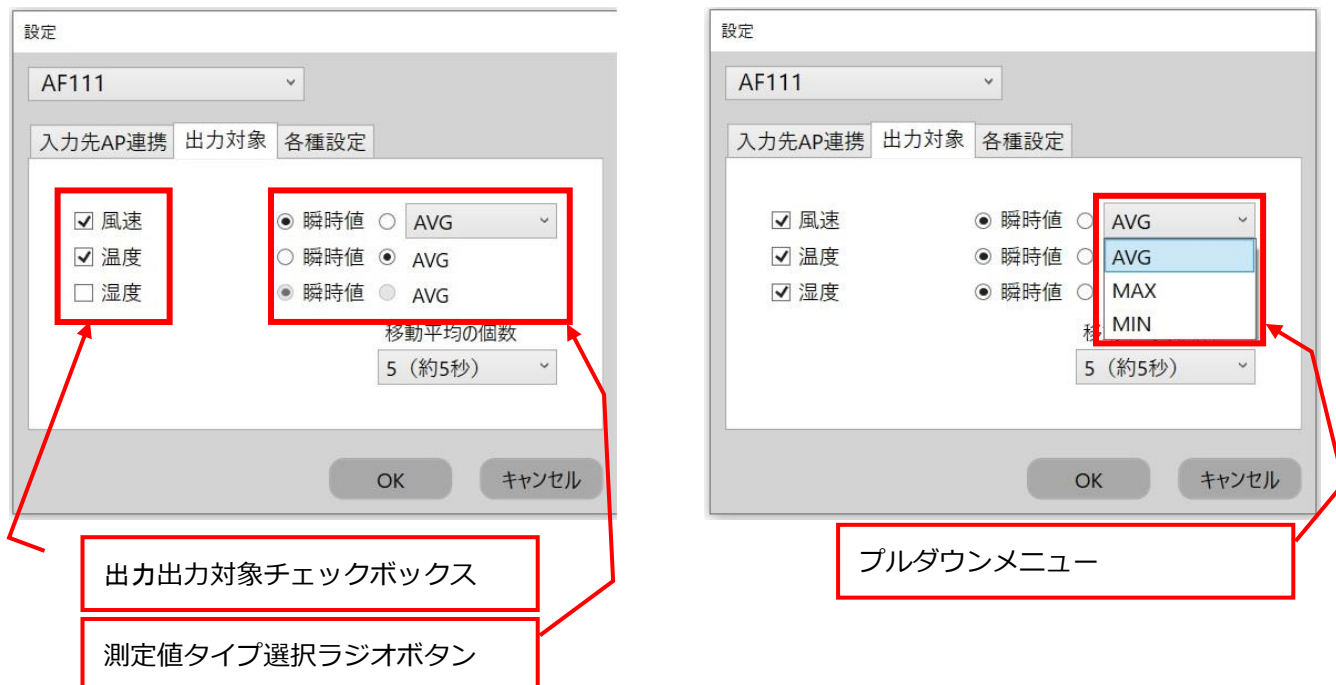 設定
AF111
入力先AP連携 出力対象 各種設定
風速 瞬時値 AVG
温度 瞬時値 AVG
湿度 瞬時値 AVG
移動平均の個数
5（約5秒）
OK キャンセル
出力出力対象チェックボックス
測定値タイプ選択ラジオボタン
設定
AF111
入力先AP連携 出力対象 各種設定
風速 瞬時値 AVG
温度 瞬時値 AVG
湿度 瞬時値 MAX
移 MIN
5（約5秒）
OK キャンセル
プルダウンメニュー